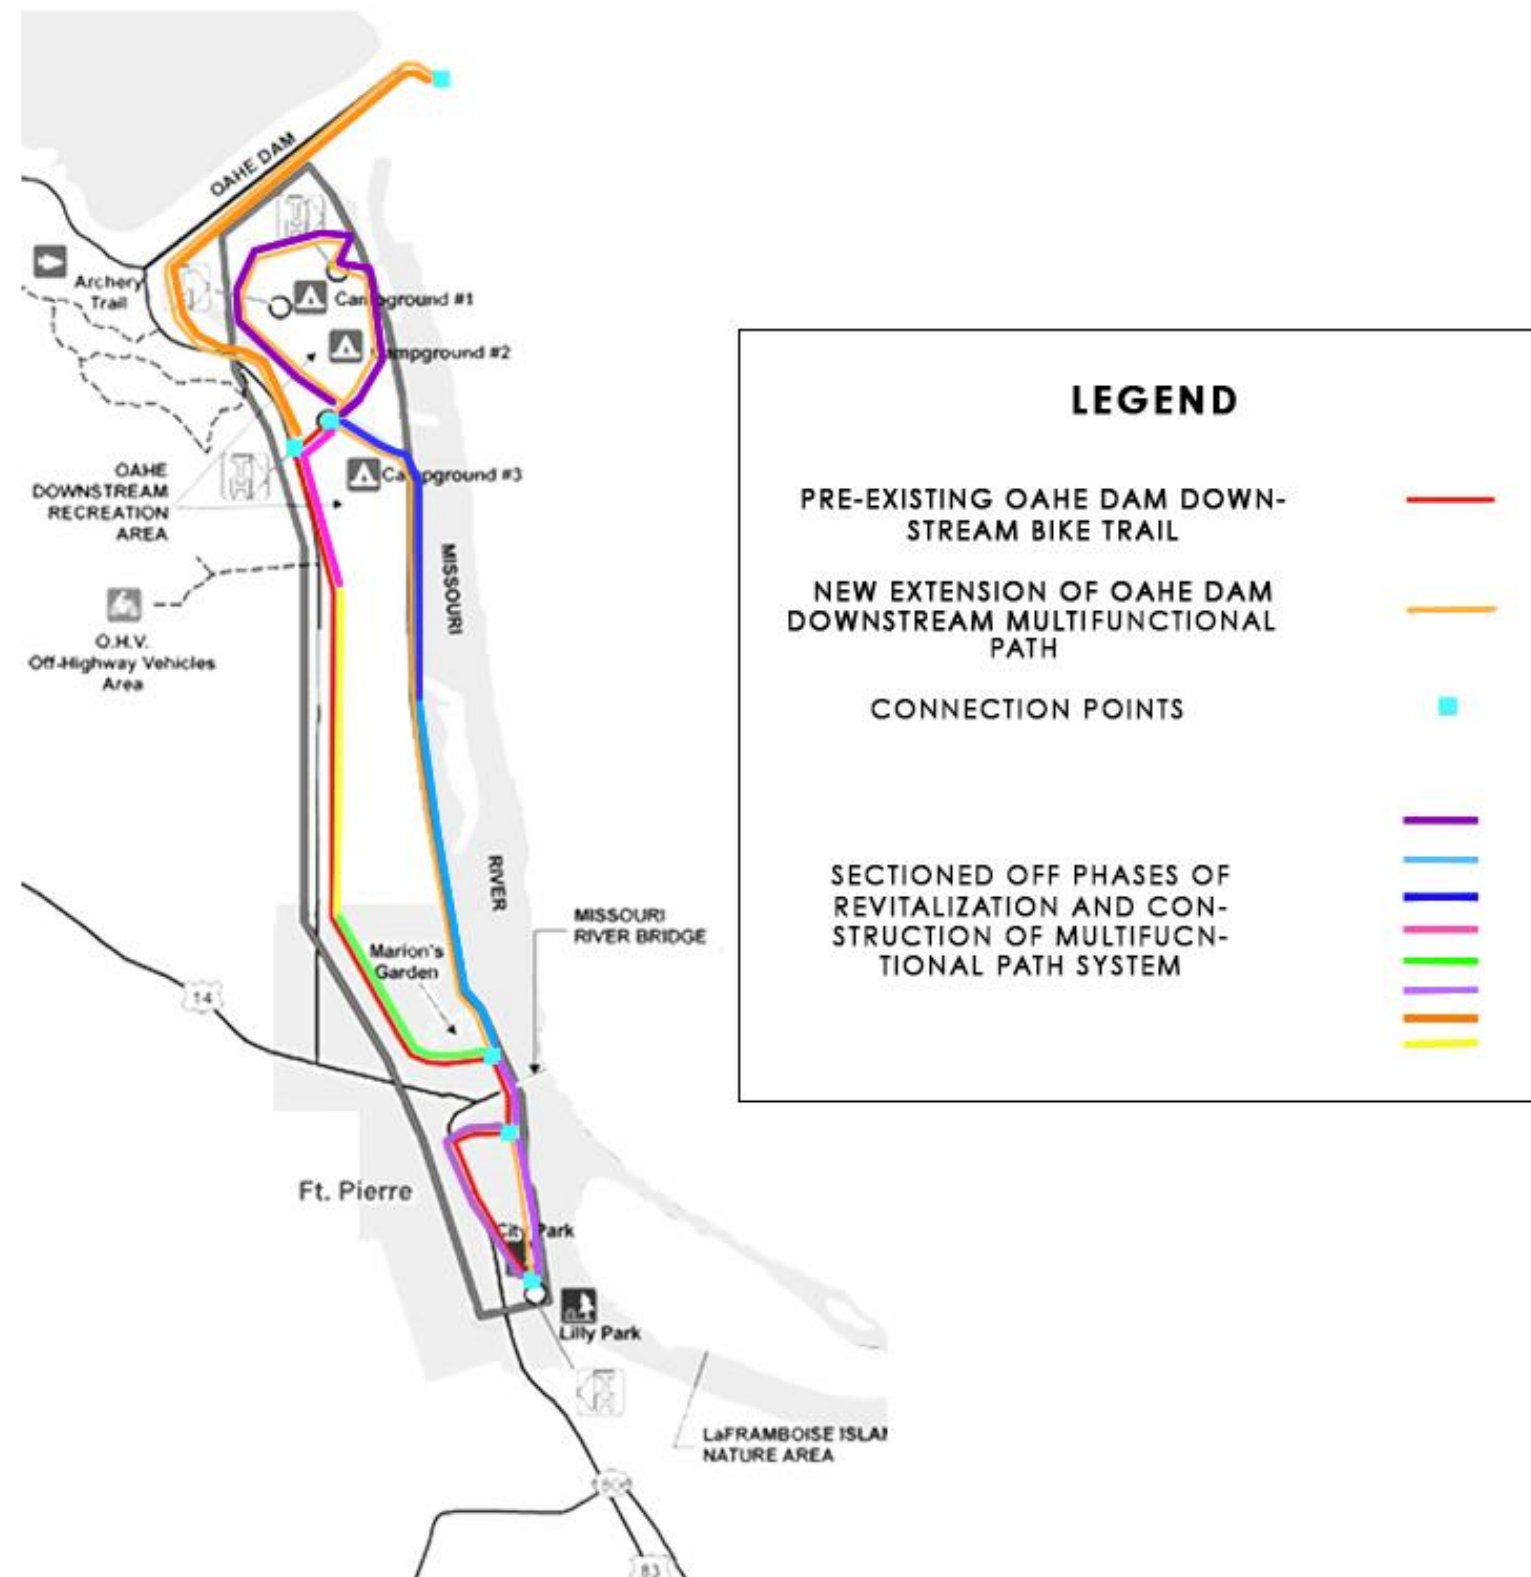 OAHE DAM
Archery
Trail
Campground #1
Campground #2
OAHE
DOWNSTREAM
RECREATION
AREA
Campground #3
MISSOURI
O.H.V.
Off-Highway Vehicles
Area
RIVER
MISSOURI
RIVER BRIDGE
Marion's
Garden
14
Ft. Pierre
City Park
Lilly Park
LaFRAMBOISE ISLAN
NATURE AREA
83
LEGEND
PRE-EXISTING OAHE DAM DOWN-
STREAM BIKE TRAIL
NEW EXTENSION OF OAHE DAM
DOWNSTREAM MULTIFUNCTIONAL
PATH
CONNECTION POINTS
SECTIONED OFF PHASES OF
REVITALIZATION AND CON-
STRUCTION OF MULTIFUCN-
TIONAL PATH SYSTEM